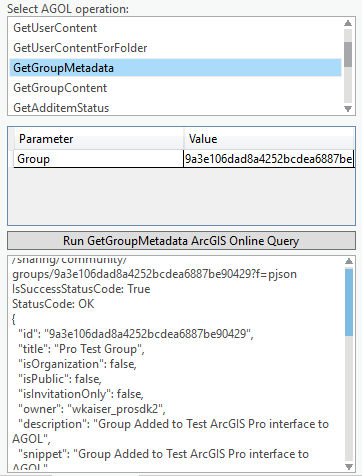 Select AGOL operation:
GetUserContent
GetUserContentForFolder
GetGroupMetadata
GetGroupContent
GetAdditemStatus
Parameter Value
Group 9a3e106dad8a4252bcdea6887be
Run GetGroupMetadata ArcGIS Online Query
/sharing/community/
groups/9a3e106dad8a4252bcdea6887be90429?f=pjson
IsSuccessStatusCode: True
StatusCode: OK
{
"id": "9a3e106dad8a4252bcdea6887be90429",
"title": "Pro Test Group",
"isOrganization": false,
"isPublic": false,
"isInvitationOnly": false,
"owner": "wkaiser_prosdk2",
"description": "Group Added to Test ArcGIS Pro interface to
AGOL",
"snippet": "Group Added to Test ArcGIS Pro interface to
AGOL"